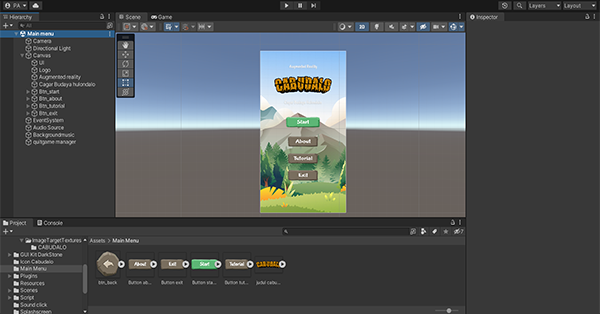 PA
Layers
Layout
Hierarchy
Scene
Game
Inspector
All
2D
Main menu
Camera
Directional Light
Canvas
UI
Logo
Augmented reality
Cagar Budaya hulondalo
Btn_start
Btn_about
Btn_tutorial
Btn_exit
EventSystem
Audio Source
Backgroundmusic
quitgame manager
Augmented Reality
CABUDALO
Start
About
Tutorial
Exit
Project
Console
ImageTargetTextures
CABUDALO
GUI Kit DarkStone
Icon Cabudalo
Main Menu
Plugins
Resources
Scenes
Script
Sound click
Splashscreen
Assets > Main Menu
About
Exit
Start
Tutorial
CABUDALO
btn_back
Button ab...
Button exit
Button sta...
Button tut...
judul cabu...